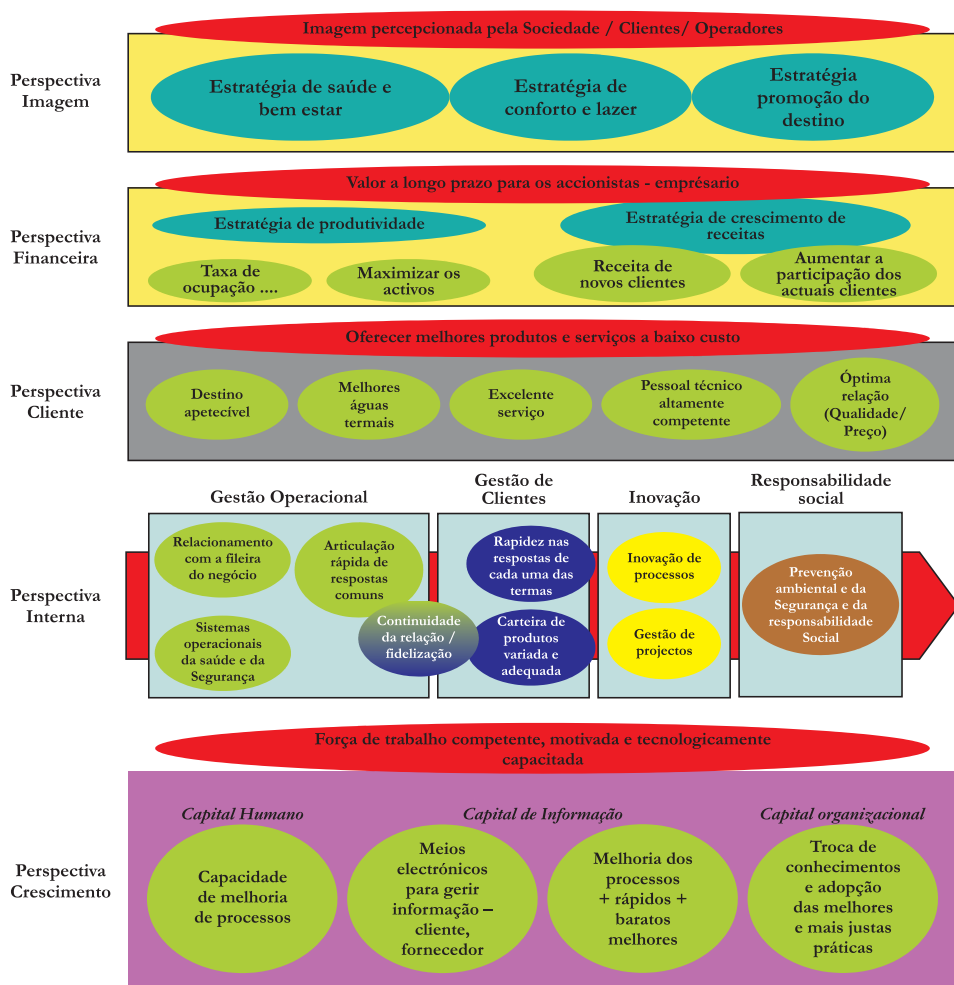 Imagem percepcionada pela Sociedade / Clientes/ Operadores
Perspectiva
Imagem
Estratégia de saúde e
bem estar
Estratégia de
conforto e lazer
Estratégia
promoção do
destino
Valor a longo prazo para os accionistas - emprésario
Perspectiva
Financeira
Estratégia de produtividade
Estratégia de crescimento de
receitas
Taxa de
ocupação ....
Maximizar os
activos
Receita de
novos clientes
Aumentar a
participação dos
actuais clientes
Oferecer melhores produtos e serviços a baixo custo
Perspectiva
Cliente
Destino
apetecível
Melhores
águas
termais
Excelente
serviço
Pessoal técnico
altamente
competente
Óptima
relação
(Qualidade/
Preço)
Gestão Operacional
Gestão de
Clientes
Inovação
Responsabilidade
social
Perspectiva
Interna
Relacionamento
com a fileira
do negócio
Articulação
rápida de
respostas
comuns
Sistemas
operacionais
da saúde e da
Segurança
Continuidade
da relação /
fidelização
Rapidez nas
respostas de
cada uma das
termas
Carteira de
produtos
variada e
adequada
Inovação de
processos
Gestão de
projectos
Prevenção
ambiental e da
Segurança e da
responsabilidade
Social
Força de trabalho competente, motivada e tecnologicamente
capacitada
Perspectiva
Crescimento
Capital Humano
Capital de Informação
Capital organizacional
Capacidade
de melhoria
de processos
Meios
electrónicos
para gerir
informação –
cliente,
fornecedor
Melhoria dos
processos
+ rápidos +
baratos
melhores
Troca de
conhecimentos
e adopção
das melhores
e mais justas
práticas